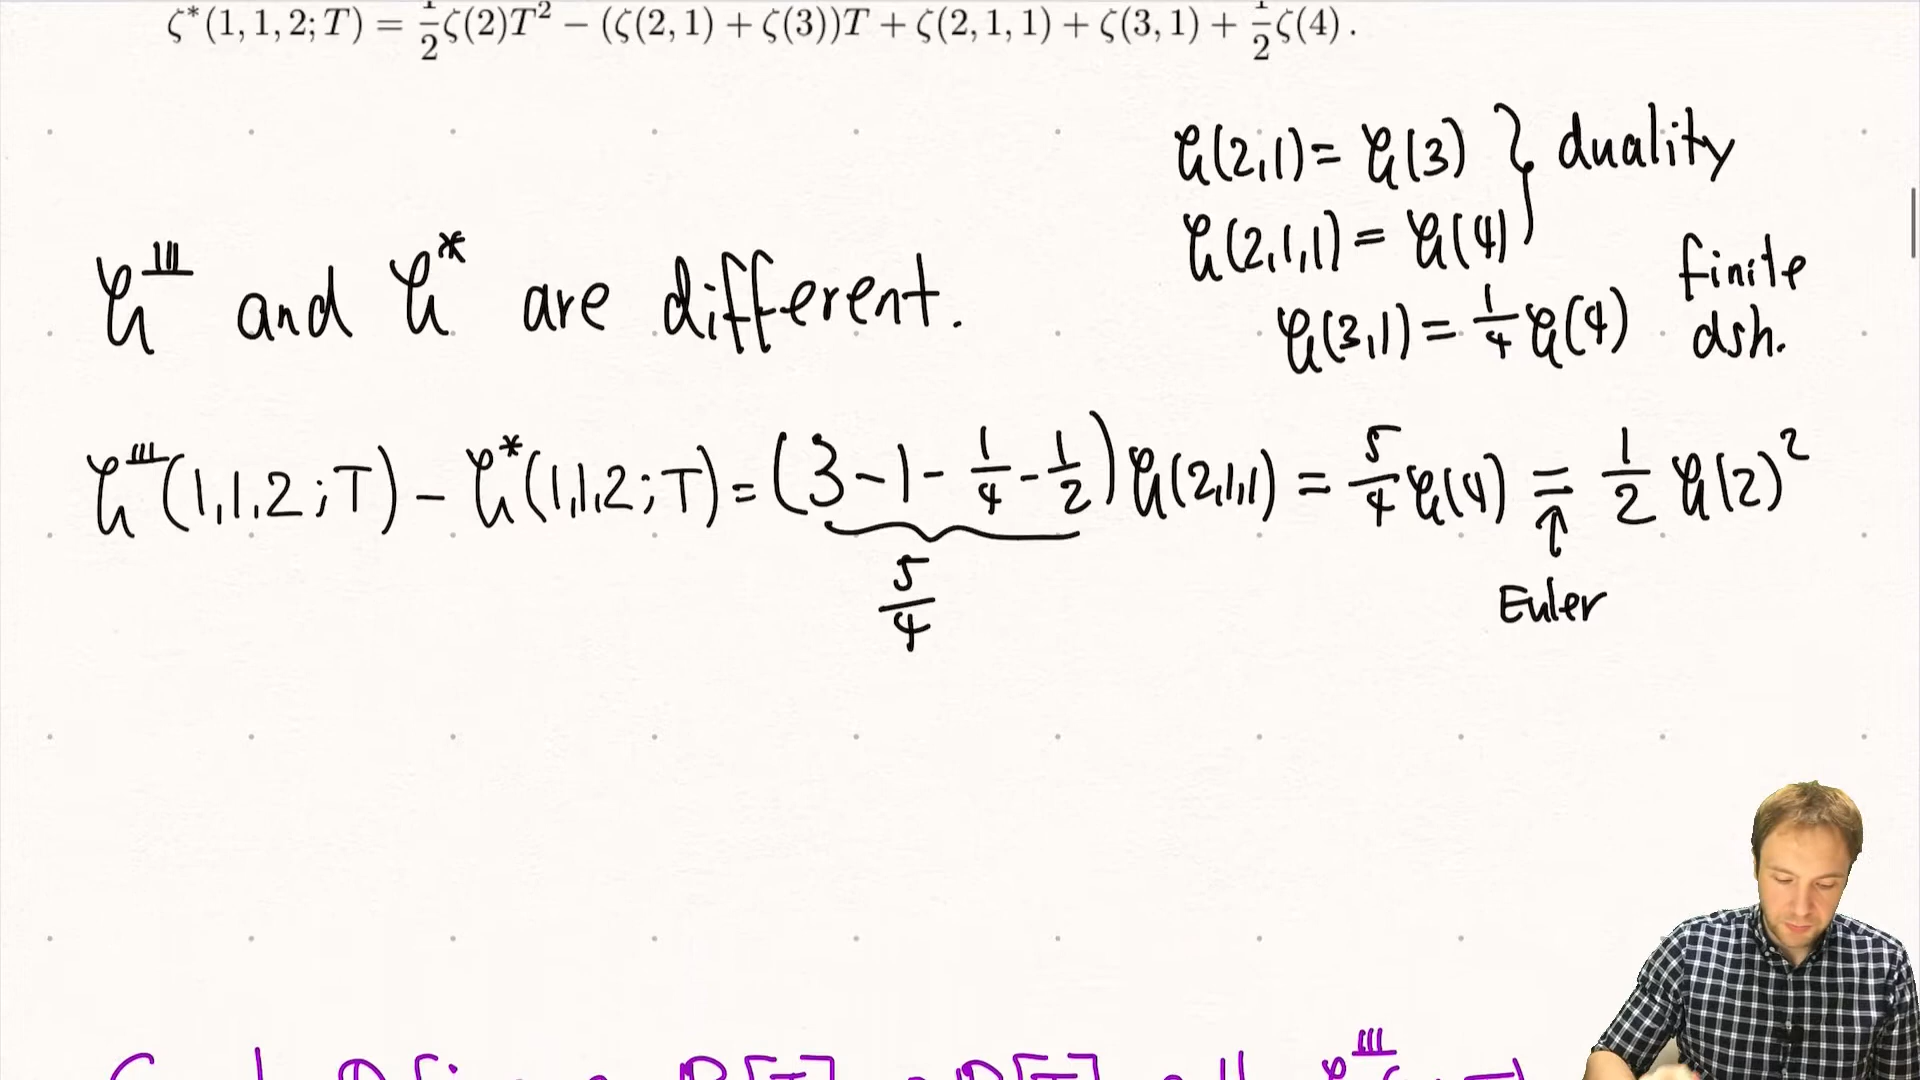 ζ*(1, 1, 2; T) = 1/2 ζ(2)T² − (ζ(2, 1) + ζ(3))T + ζ(2, 1, 1) + ζ(3, 1) + 1/2 ζ(4) .
ζ(2,1) = ζ(3) } duality
ζ(2,1,1) = ζ(4)
ζ(3,1) = 1/4 ζ(4) finite dsh.
ζ^ш and ζ* are different.
ζ^ш(1,1,2;T) − ζ*(1,1,2;T) = (3−1−1/4−1/2) ζ(2,1,1) = 5/4 ζ(4) = 1/2 ζ(2)²
5/4
↑
Euler